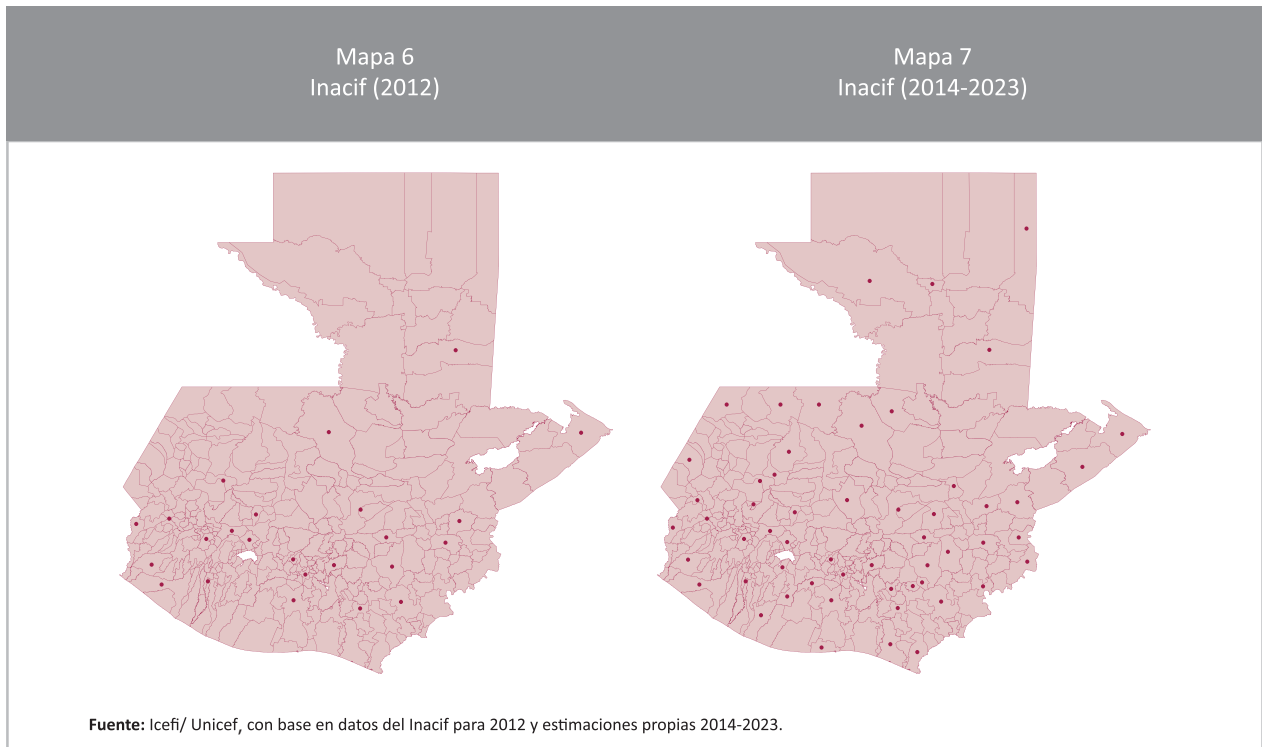 Mapa 6
Inacif (2012)
Mapa 7
Inacif (2014-2023)
Fuente: Icefi/ Unicef, con base en datos del Inacif para 2012 y estimaciones propias 2014-2023.